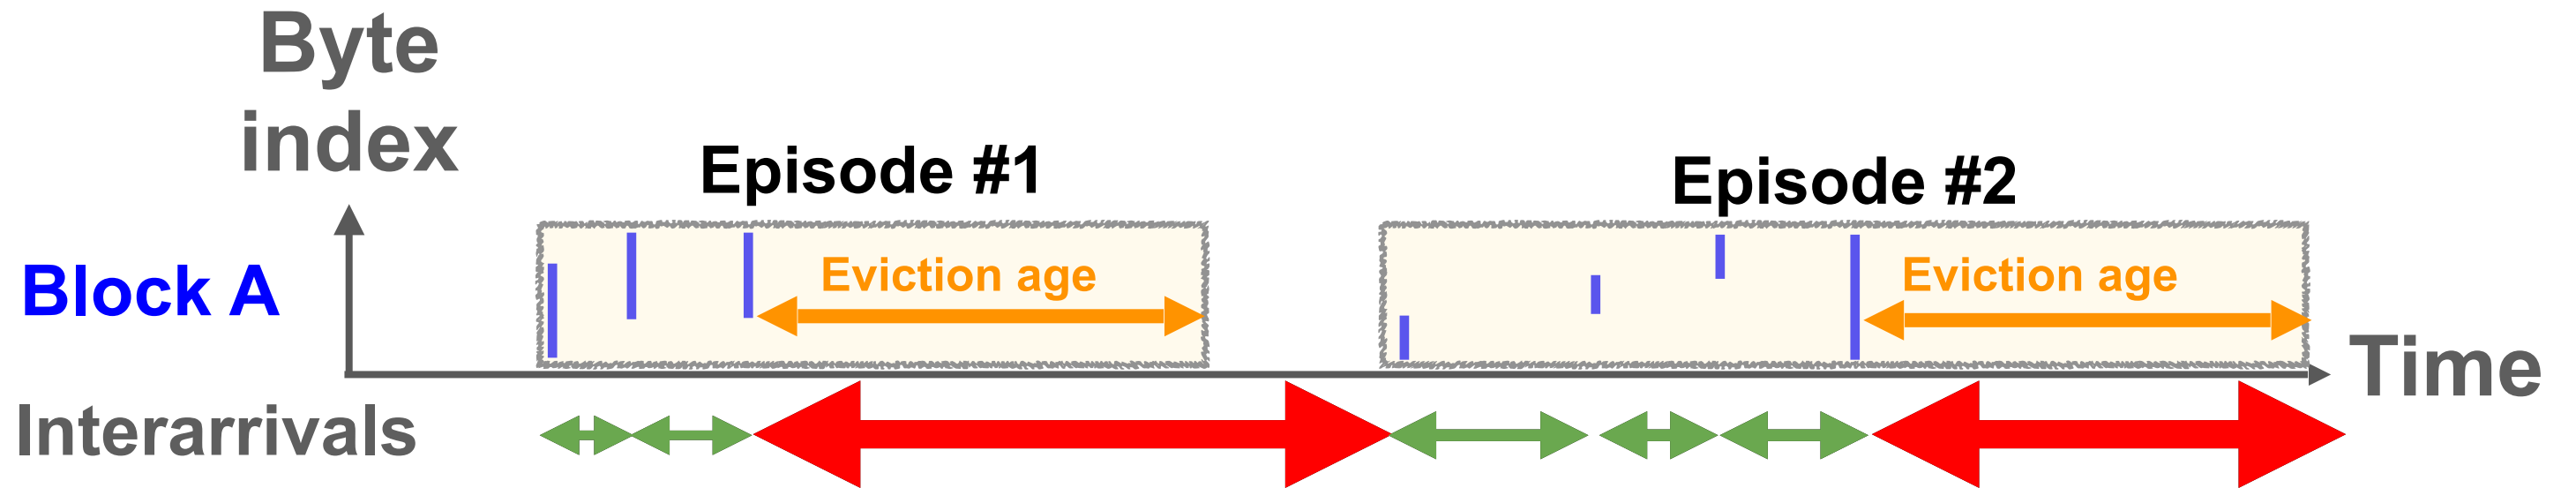 Byte
index
Episode #1
Episode #2
Block A
Eviction age
Eviction age
Time
Interarrivals